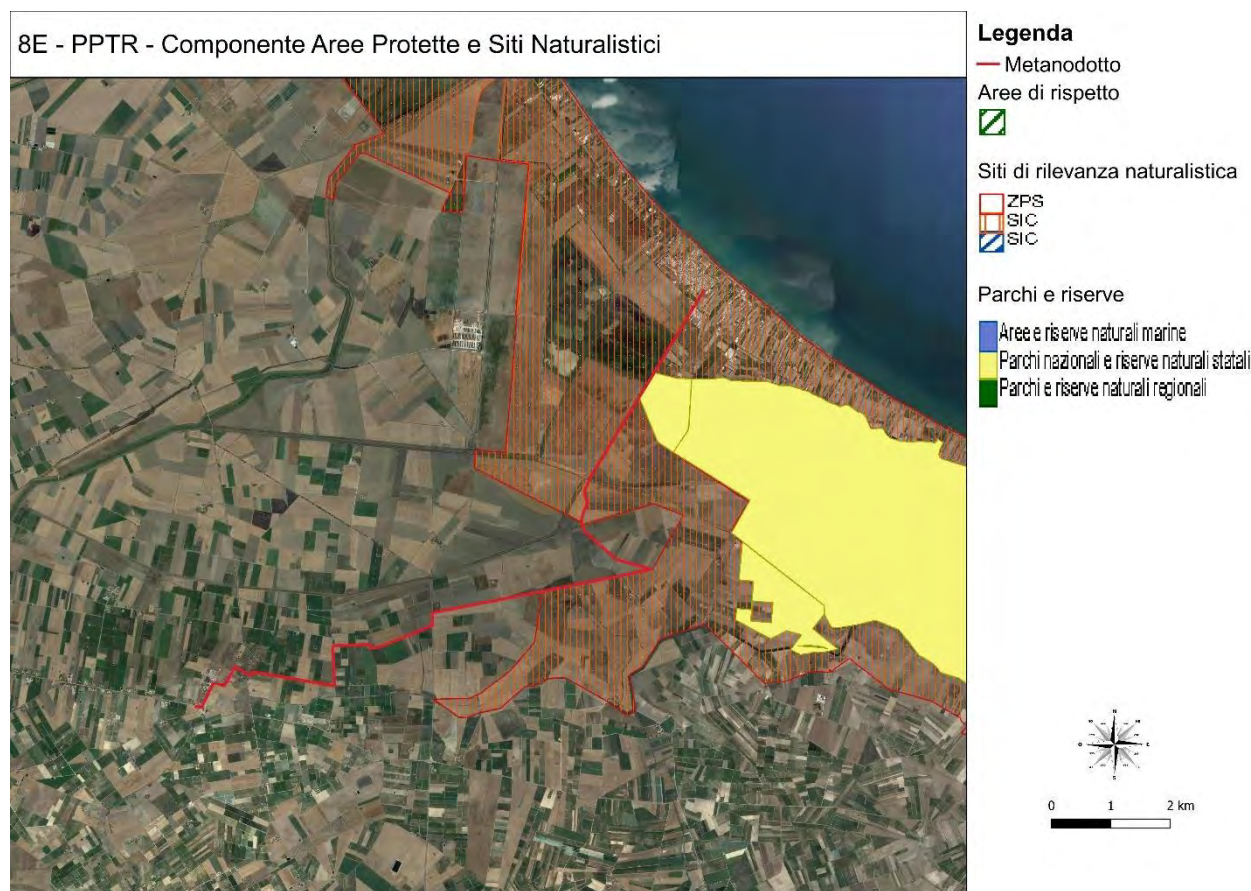 8E - PPTR - Componente Aree Protette e Siti Naturalistici
Legenda
Metanodotto
Aree di rispetto
Siti di rilevanza naturalistica
ZPS
SIC
SIC
Parchi e riserve
Aree e riserve naturali marine
Parchi nazionali e riserve naturali statali
Parchi e riserve naturali regionali
N
O
E
S
0 1 2 km